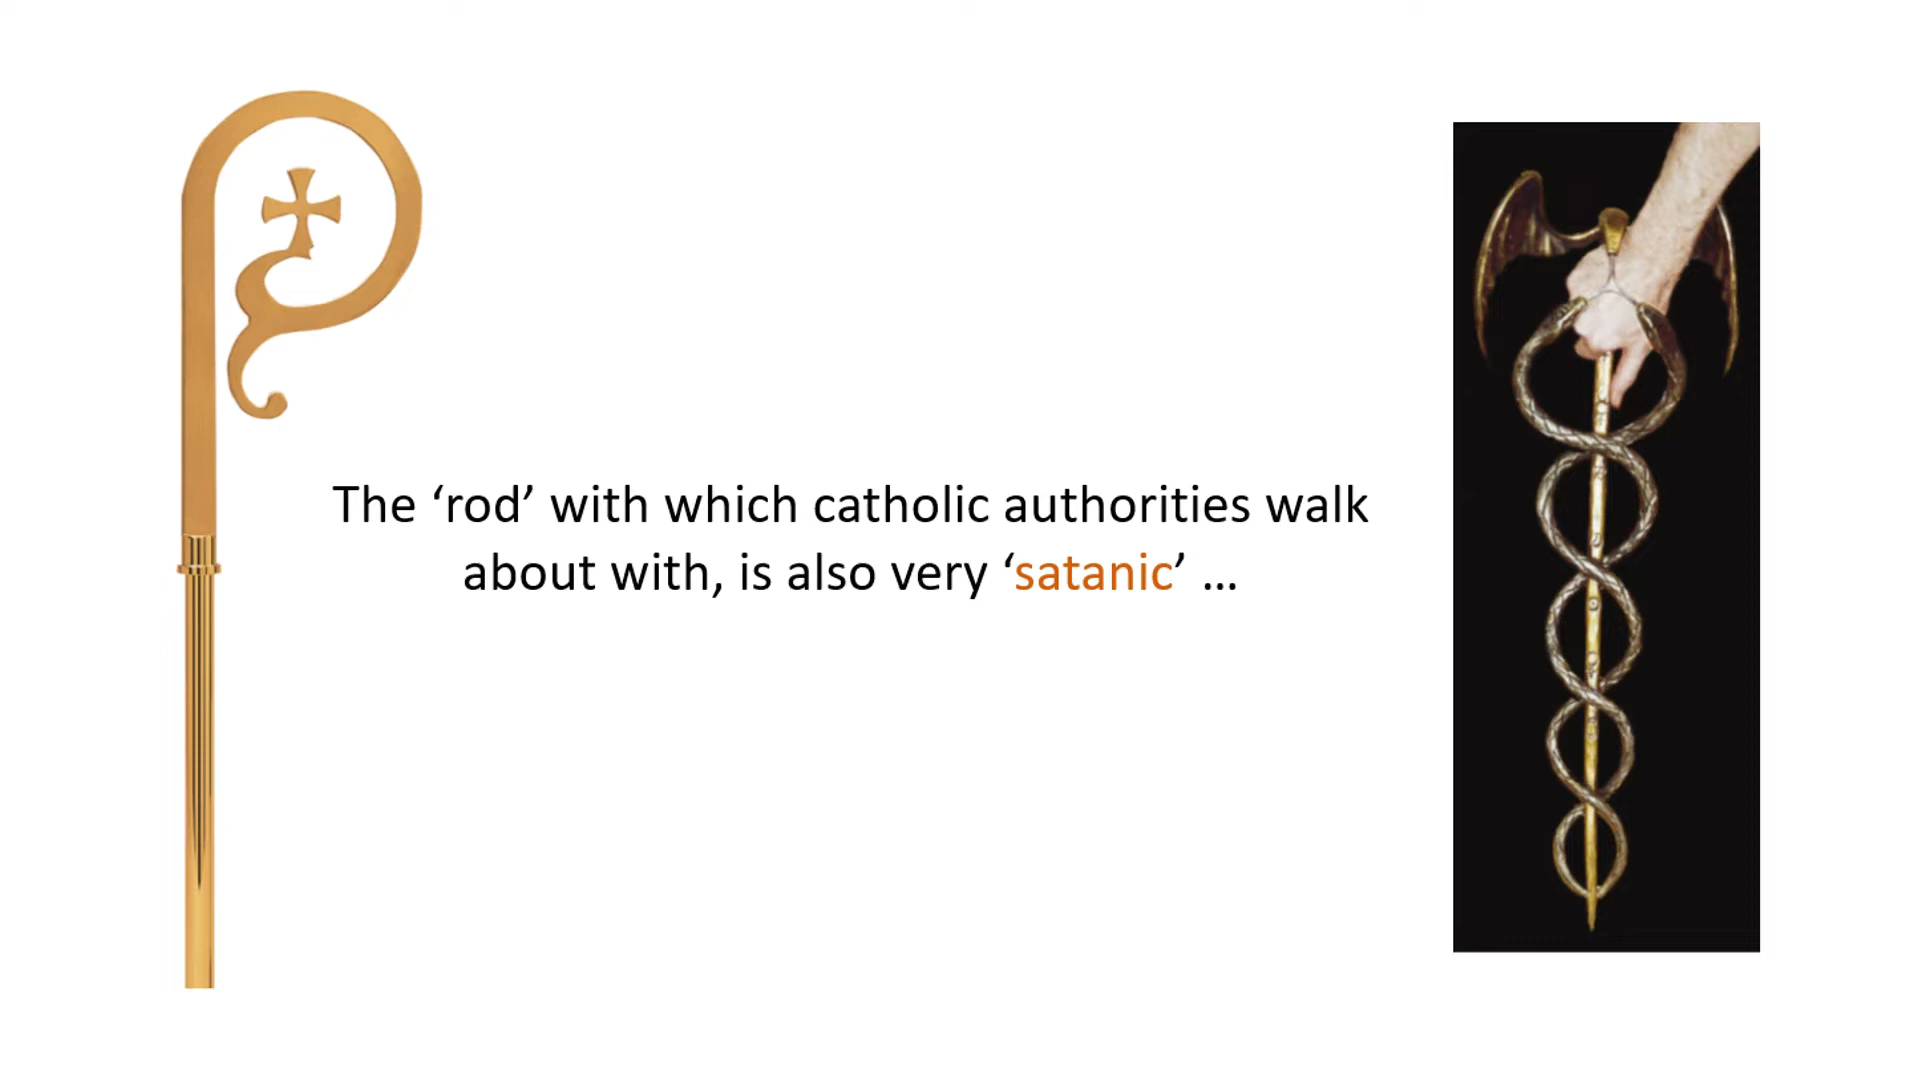 The ‘rod’ with which catholic authorities walk
about with, is also very ‘satanic’ ...